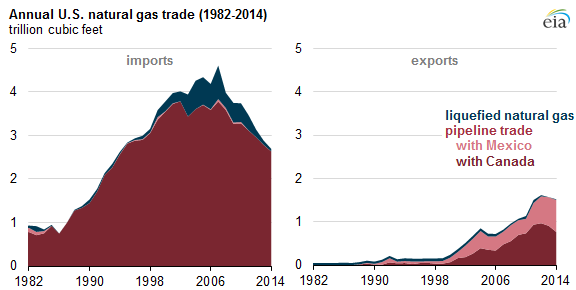 Annual U.S. natural gas trade (1982-2014)
trillion cubic feet
eia
imports
5
4
3
2
1
0
1982 1990 1998 2006 2014
exports
5
4
3
2
1
0
liquefied natural gas
pipeline trade
with Mexico
with Canada
1982 1990 1998 2006 2014